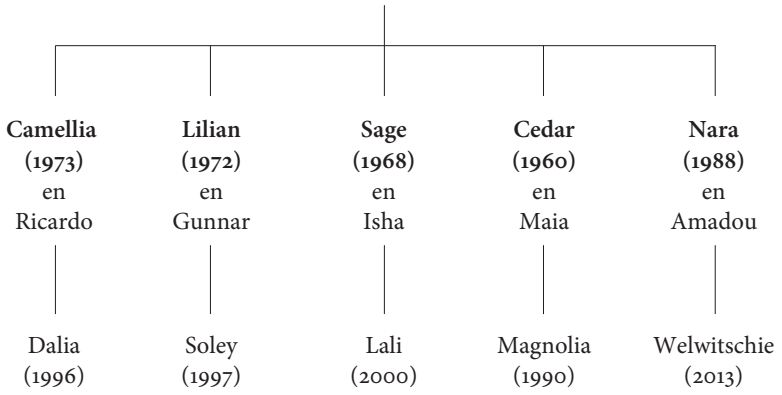 Camellia Lilian Sage Cedar Nara
(1973) (1972) (1968) (1960) (1988)
en en en en en
Ricardo Gunnar Isha Maia Amadou
Dalia Soley Lali Magnolia Welwitschie
(1996) (1997) (2000) (1990) (2013)